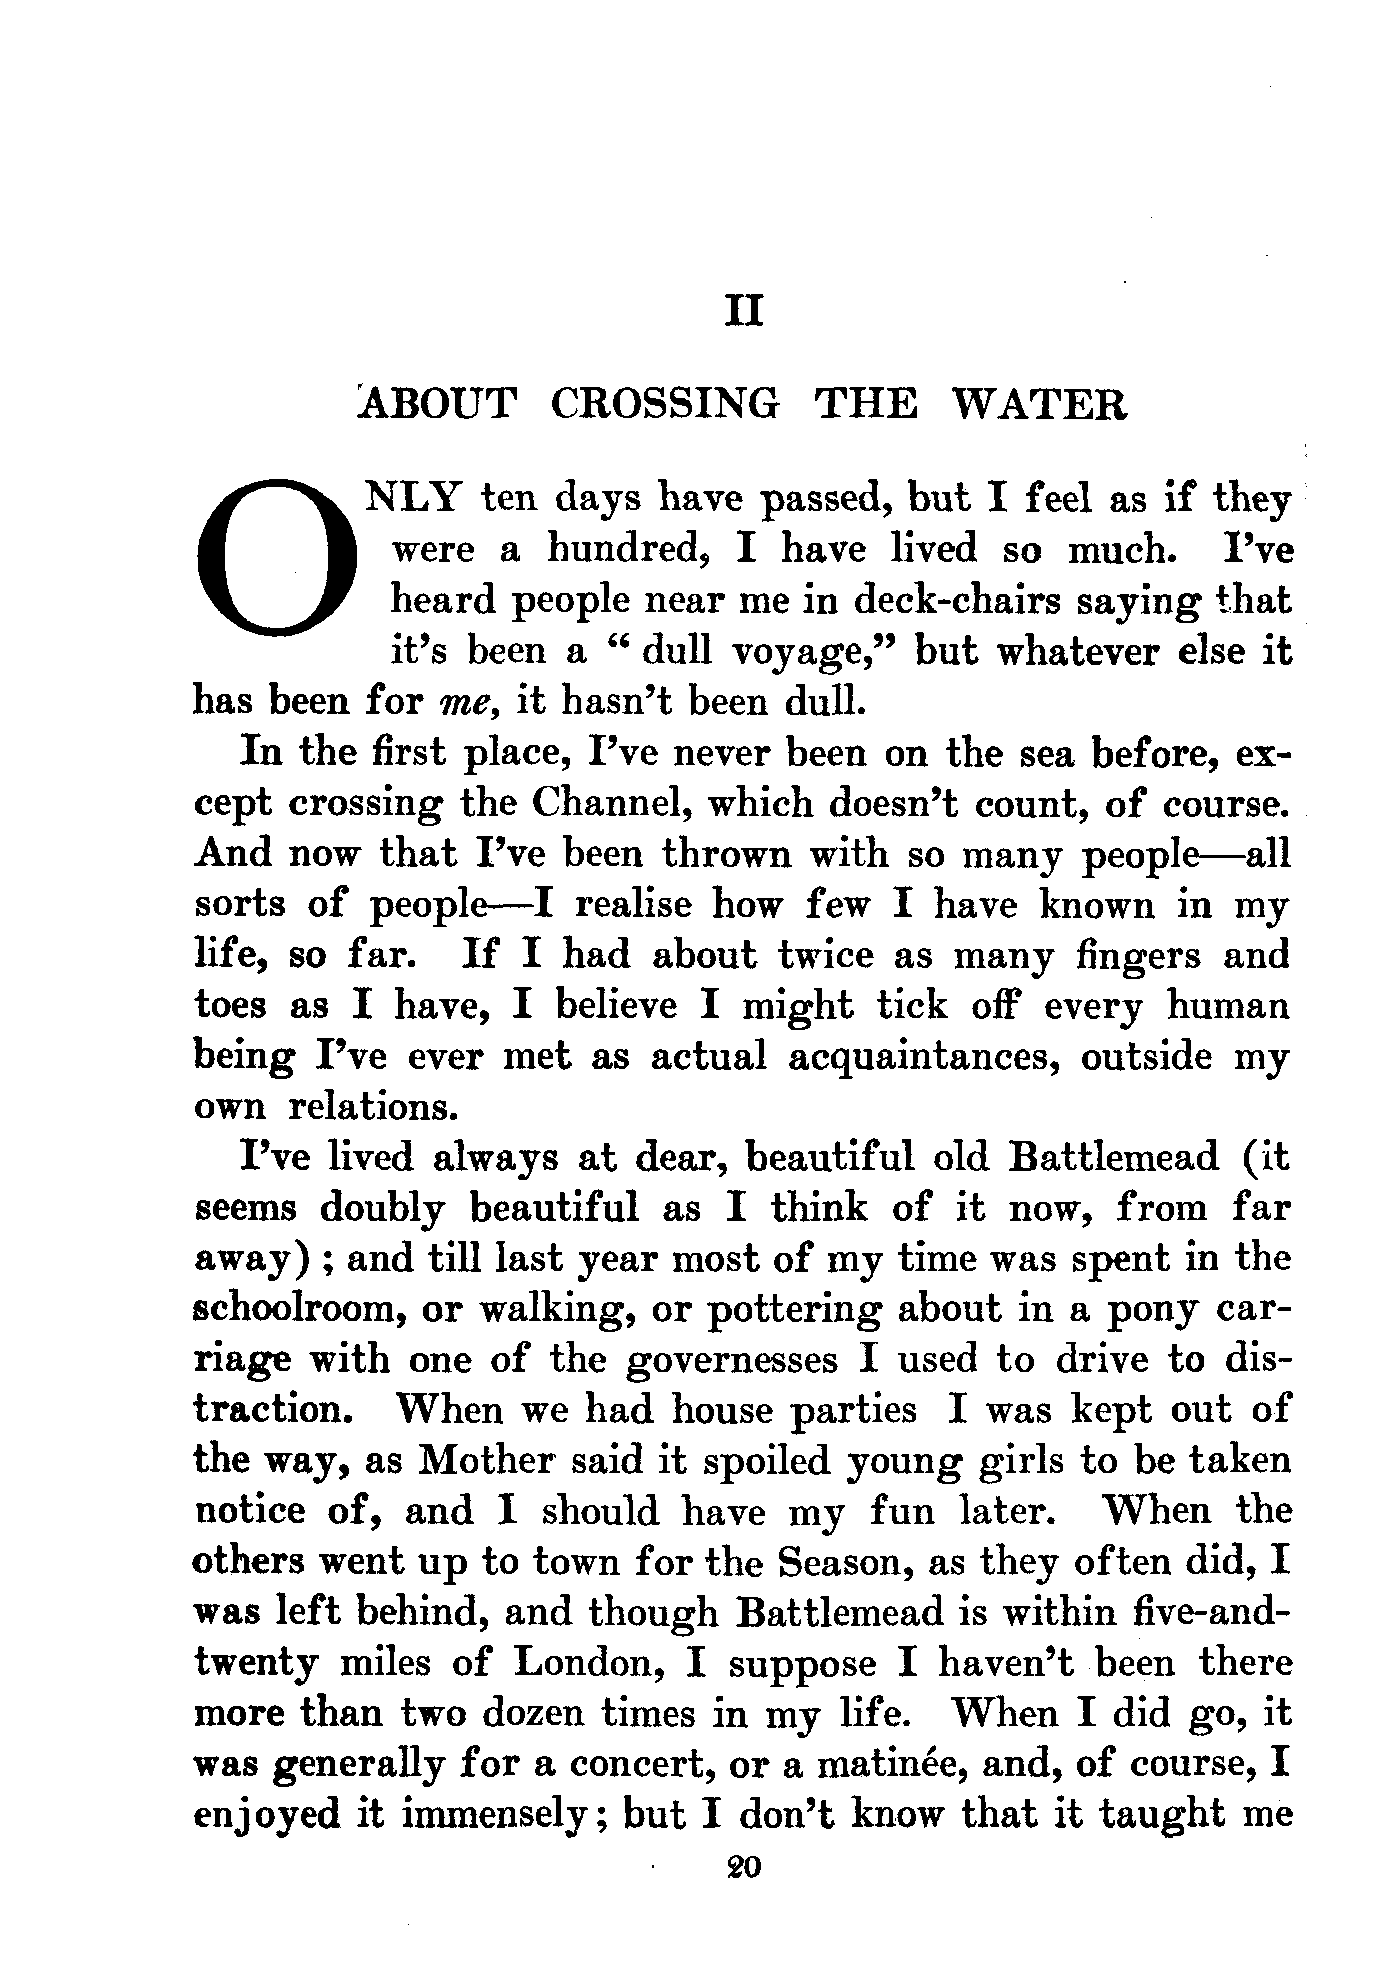 II
ABOUT CROSSING THE WATER
ONLY ten days have passed, but I feel as if they
were a hundred, I have lived so much. I've
heard people near me in deck-chairs saying that
it's been a “ dull voyage,” but whatever else it
has been for me, it hasn't been dull.
In the first place, I've never been on the sea before, ex-
cept crossing the Channel, which doesn't count, of course.
And now that I've been thrown with so many people—all
sorts of people—I realise how few I have known in my
life, so far. If I had about twice as many fingers and
toes as I have, I believe I might tick off every human
being I've ever met as actual acquaintances, outside my
own relations.
I've lived always at dear, beautiful old Battlemead (it
seems doubly beautiful as I think of it now, from far
away) ; and till last year most of my time was spent in the
schoolroom, or walking, or pottering about in a pony car-
riage with one of the governesses I used to drive to dis-
traction. When we had house parties I was kept out of
the way, as Mother said it spoiled young girls to be taken
notice of, and I should have my fun later. When the
others went up to town for the Season, as they often did, I
was left behind, and though Battlemead is within five-and-
twenty miles of London, I suppose I haven't been there
more than two dozen times in my life. When I did go, it
was generally for a concert, or a matinée, and, of course, I
enjoyed it immensely; but I don't know that it taught me
20